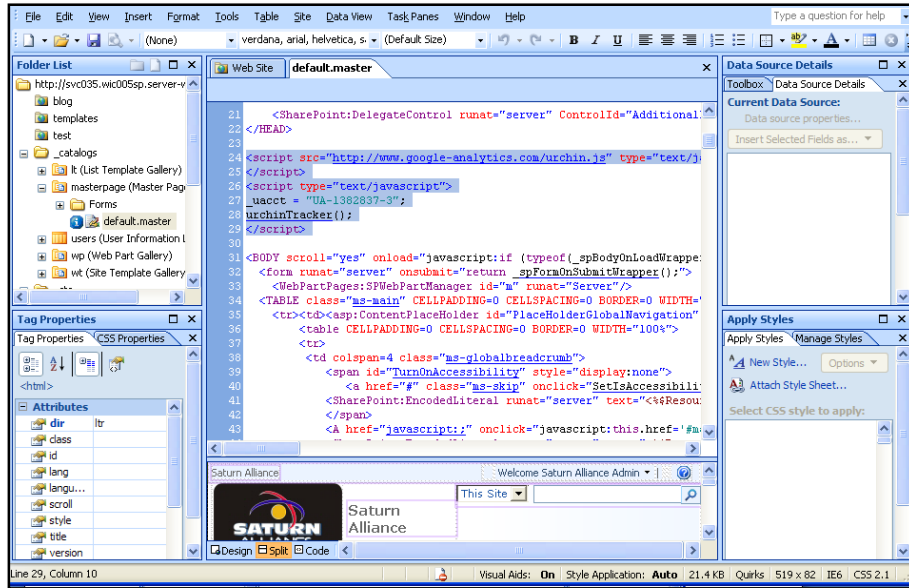 File Edit View Insert Format Tools Table Site Data View Task Panes Window Help Type a question for help
(None) verdana, arial, helvetica, s. (Default Size) B I U A
Folder List
http://svc035.wic005sp.server-w
blog
templates
test
_catalogs
lt (List Template Gallery)
masterpage (Master Pag
Forms
default.master
users (User Information L
wp (Web Part Gallery)
wt (Site Template Gallery
Tag Properties
Tag Properties CSS Properties
<html>
Attributes
dir ltr
class
id
lang
langu...
scroll
style
title
version
Web Site default.master
21 <SharePoint:DelegateControl runat="server" ControlId="Additional
22 </HEAD>
23
24 <script src="http://www.google-analytics.com/urchin.js" type="text/j
25 </script>
26 <script type="text/javascript">
27 _uacct = "UA-1382837-3";
28 urchinTracker();
29 </script>
30
31 <BODY scroll="yes" onload="javascript:if (typeof(_spBodyOnLoadWrappe
32 <form runat="server" onsubmit="return _spFormOnSubmitWrapper();">
33 <WebPartPages:SPWebPartManager id="m" runat="Server"/>
34 <TABLE class="ms-main" CELLPADDING=0 CELLSPACING=0 BORDER=0 WIDTH="
35 <tr><td><asp:ContentPlaceHolder id="PlaceHolderGlobalNavigation"
36 <table CELLPADDING=0 CELLSPACING=0 BORDER=0 WIDTH="100%">
37 <tr>
38 <td colspan=4 class="ms-globalbreadcrumb">
39 <span id="TurnOnAccessibility" style="display:none">
40 <a href="#" class="ms-skip" onclick="SetIsAccessibili
41 <SharePoint:EncodedLiteral runat="server" text="<%$Resou
42 </span>
43 <A href="javascript:;" onclick="javascript:this.href='#ma
Saturn Alliance Welcome Saturn Alliance Admin
This Site
SATURN
Saturn
Alliance
Design Split Code
Data Source Details
Toolbox Data Source Details
Current Data Source:
Data source properties...
Insert Selected Fields as...
Apply Styles
Apply Styles Manage Styles
New Style... Options
Attach Style Sheet...
Select CSS style to apply:
Line 29, Column 10 Visual Aids: On Style Application: Auto 21.4 KB Quirks 519 x 82 IE6 CSS 2.1